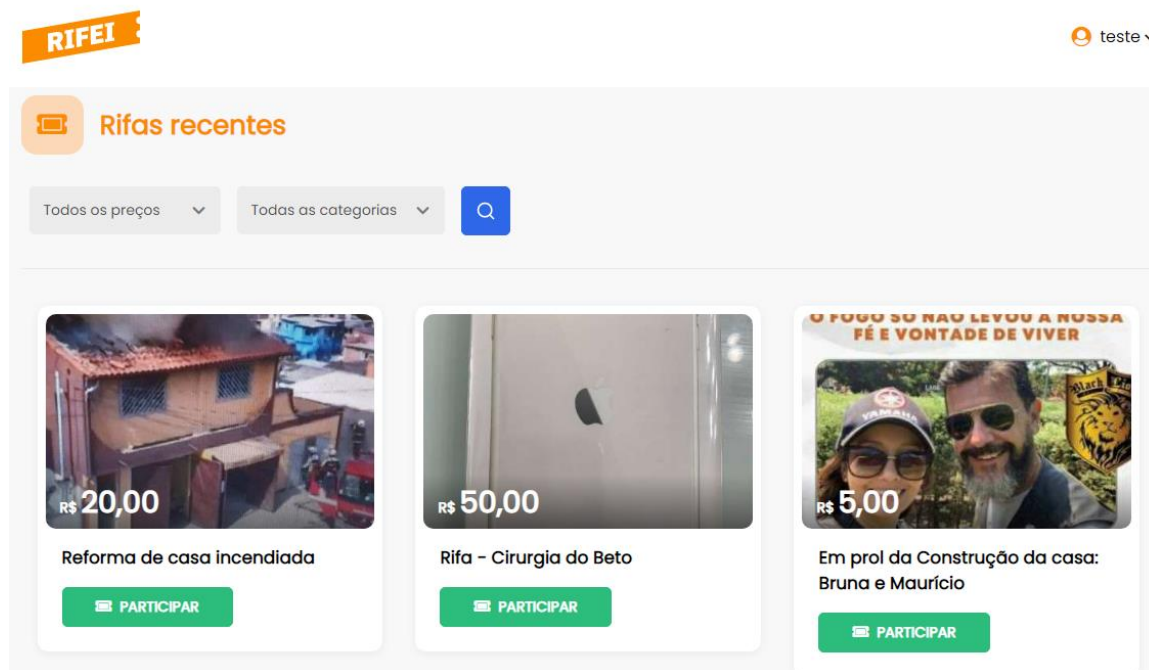 RIFEI
teste
Rifas recentes
Todos os preços
Todas as categorias
O FOGO SÓ NÃO LEVOU A NOSSA
FÉ E VONTADE DE VIVER
YAMAHA
Black
R$ 20,00
R$ 50,00
R$ 5,00
Reforma de casa incendiada
Rifa - Cirurgia do Beto
Em prol da Construção da casa:
Bruna e Maurício
PARTICIPAR
PARTICIPAR
PARTICIPAR